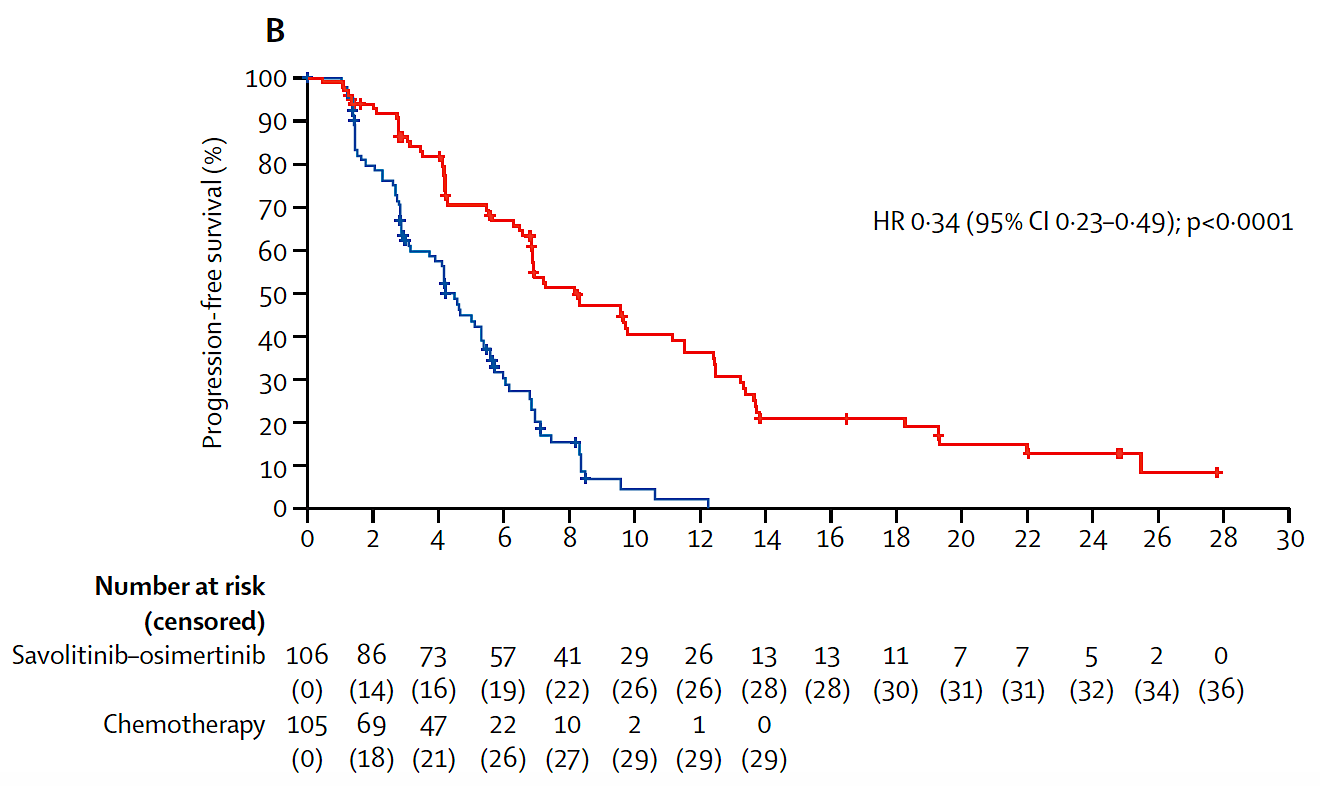 B
100
90
80
70
60
50
40
30
20
10
0
Progression-free survival (%)
HR 0·34 (95% CI 0·23–0·49); p<0·0001
0 2 4 6 8 10 12 14 16 18 20 22 24 26 28 30
Number at risk
(censored)
Savolitinib–osimertinib 106 86 73 57 41 29 26 13 13 11 7 7 5 2 0
(0) (14) (16) (19) (22) (26) (26) (28) (28) (30) (31) (31) (32) (34) (36)
Chemotherapy 105 69 47 22 10 2 1 0
(0) (18) (21) (26) (27) (29) (29) (29)